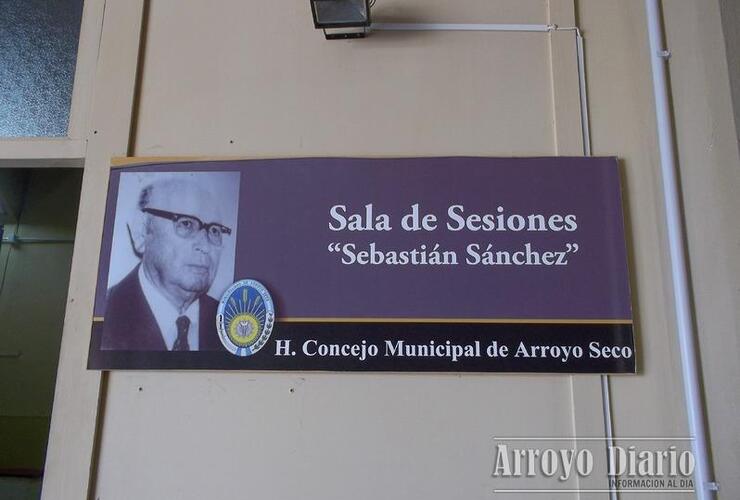 Sala de Sesiones
“Sebastián Sánchez”
H. Concejo Municipal de Arroyo Seco
Arroyo Diario
INFORMACION AL DIA